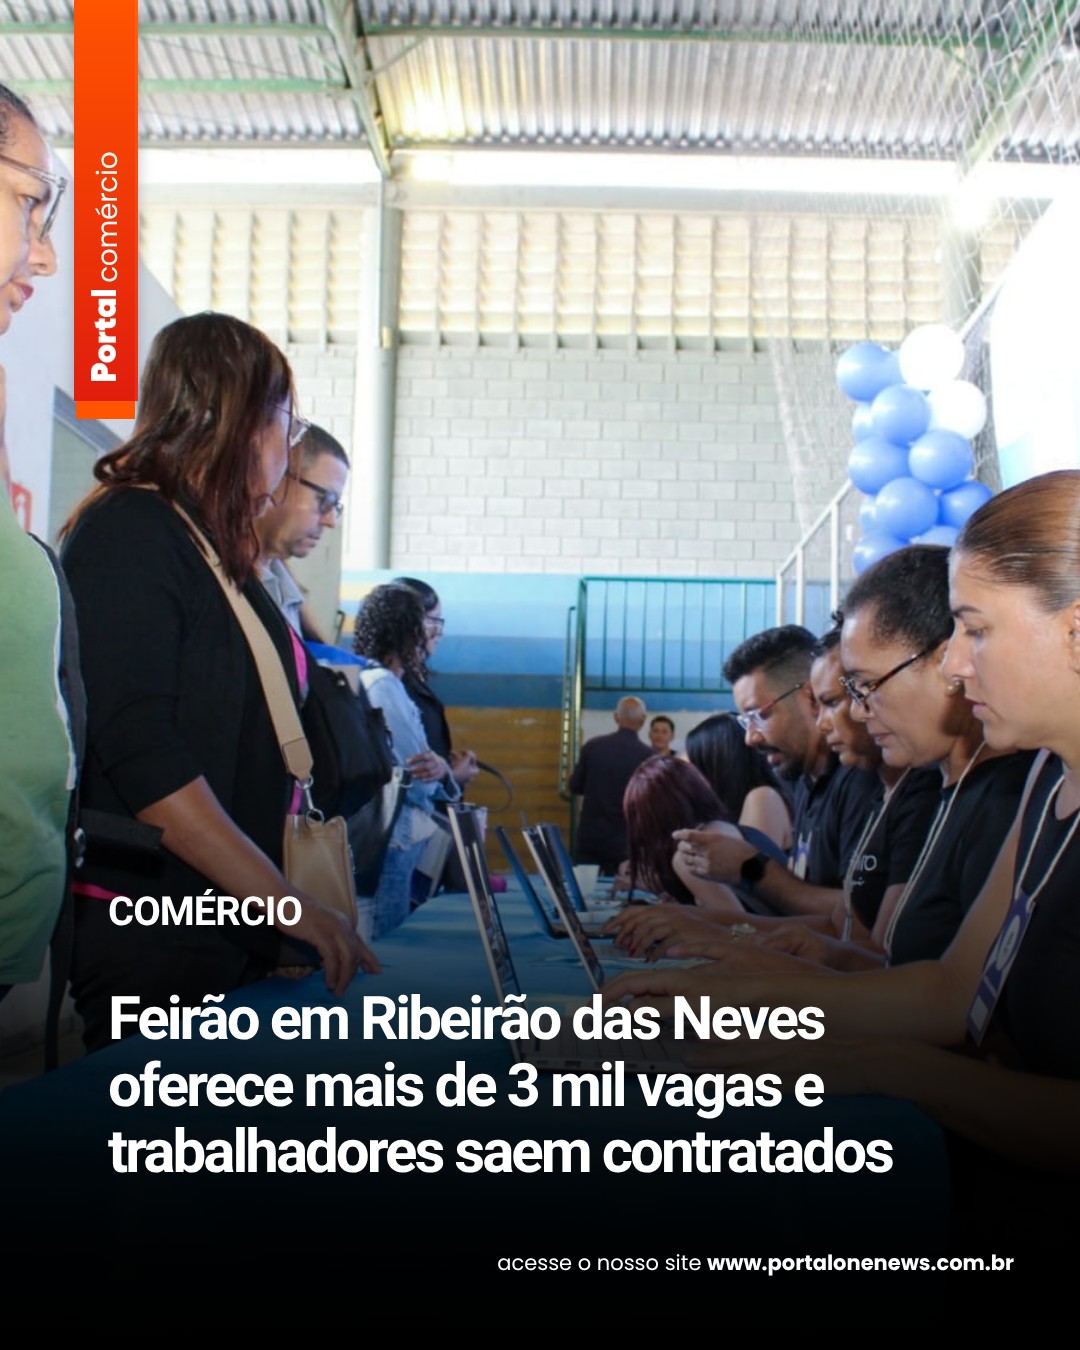 Portal comércio
COMÉRCIO
Feirão em Ribeirão das Neves
oferece mais de 3 mil vagas e
trabalhadores saem contratados
acesse o nosso site www.portalonenews.com.br